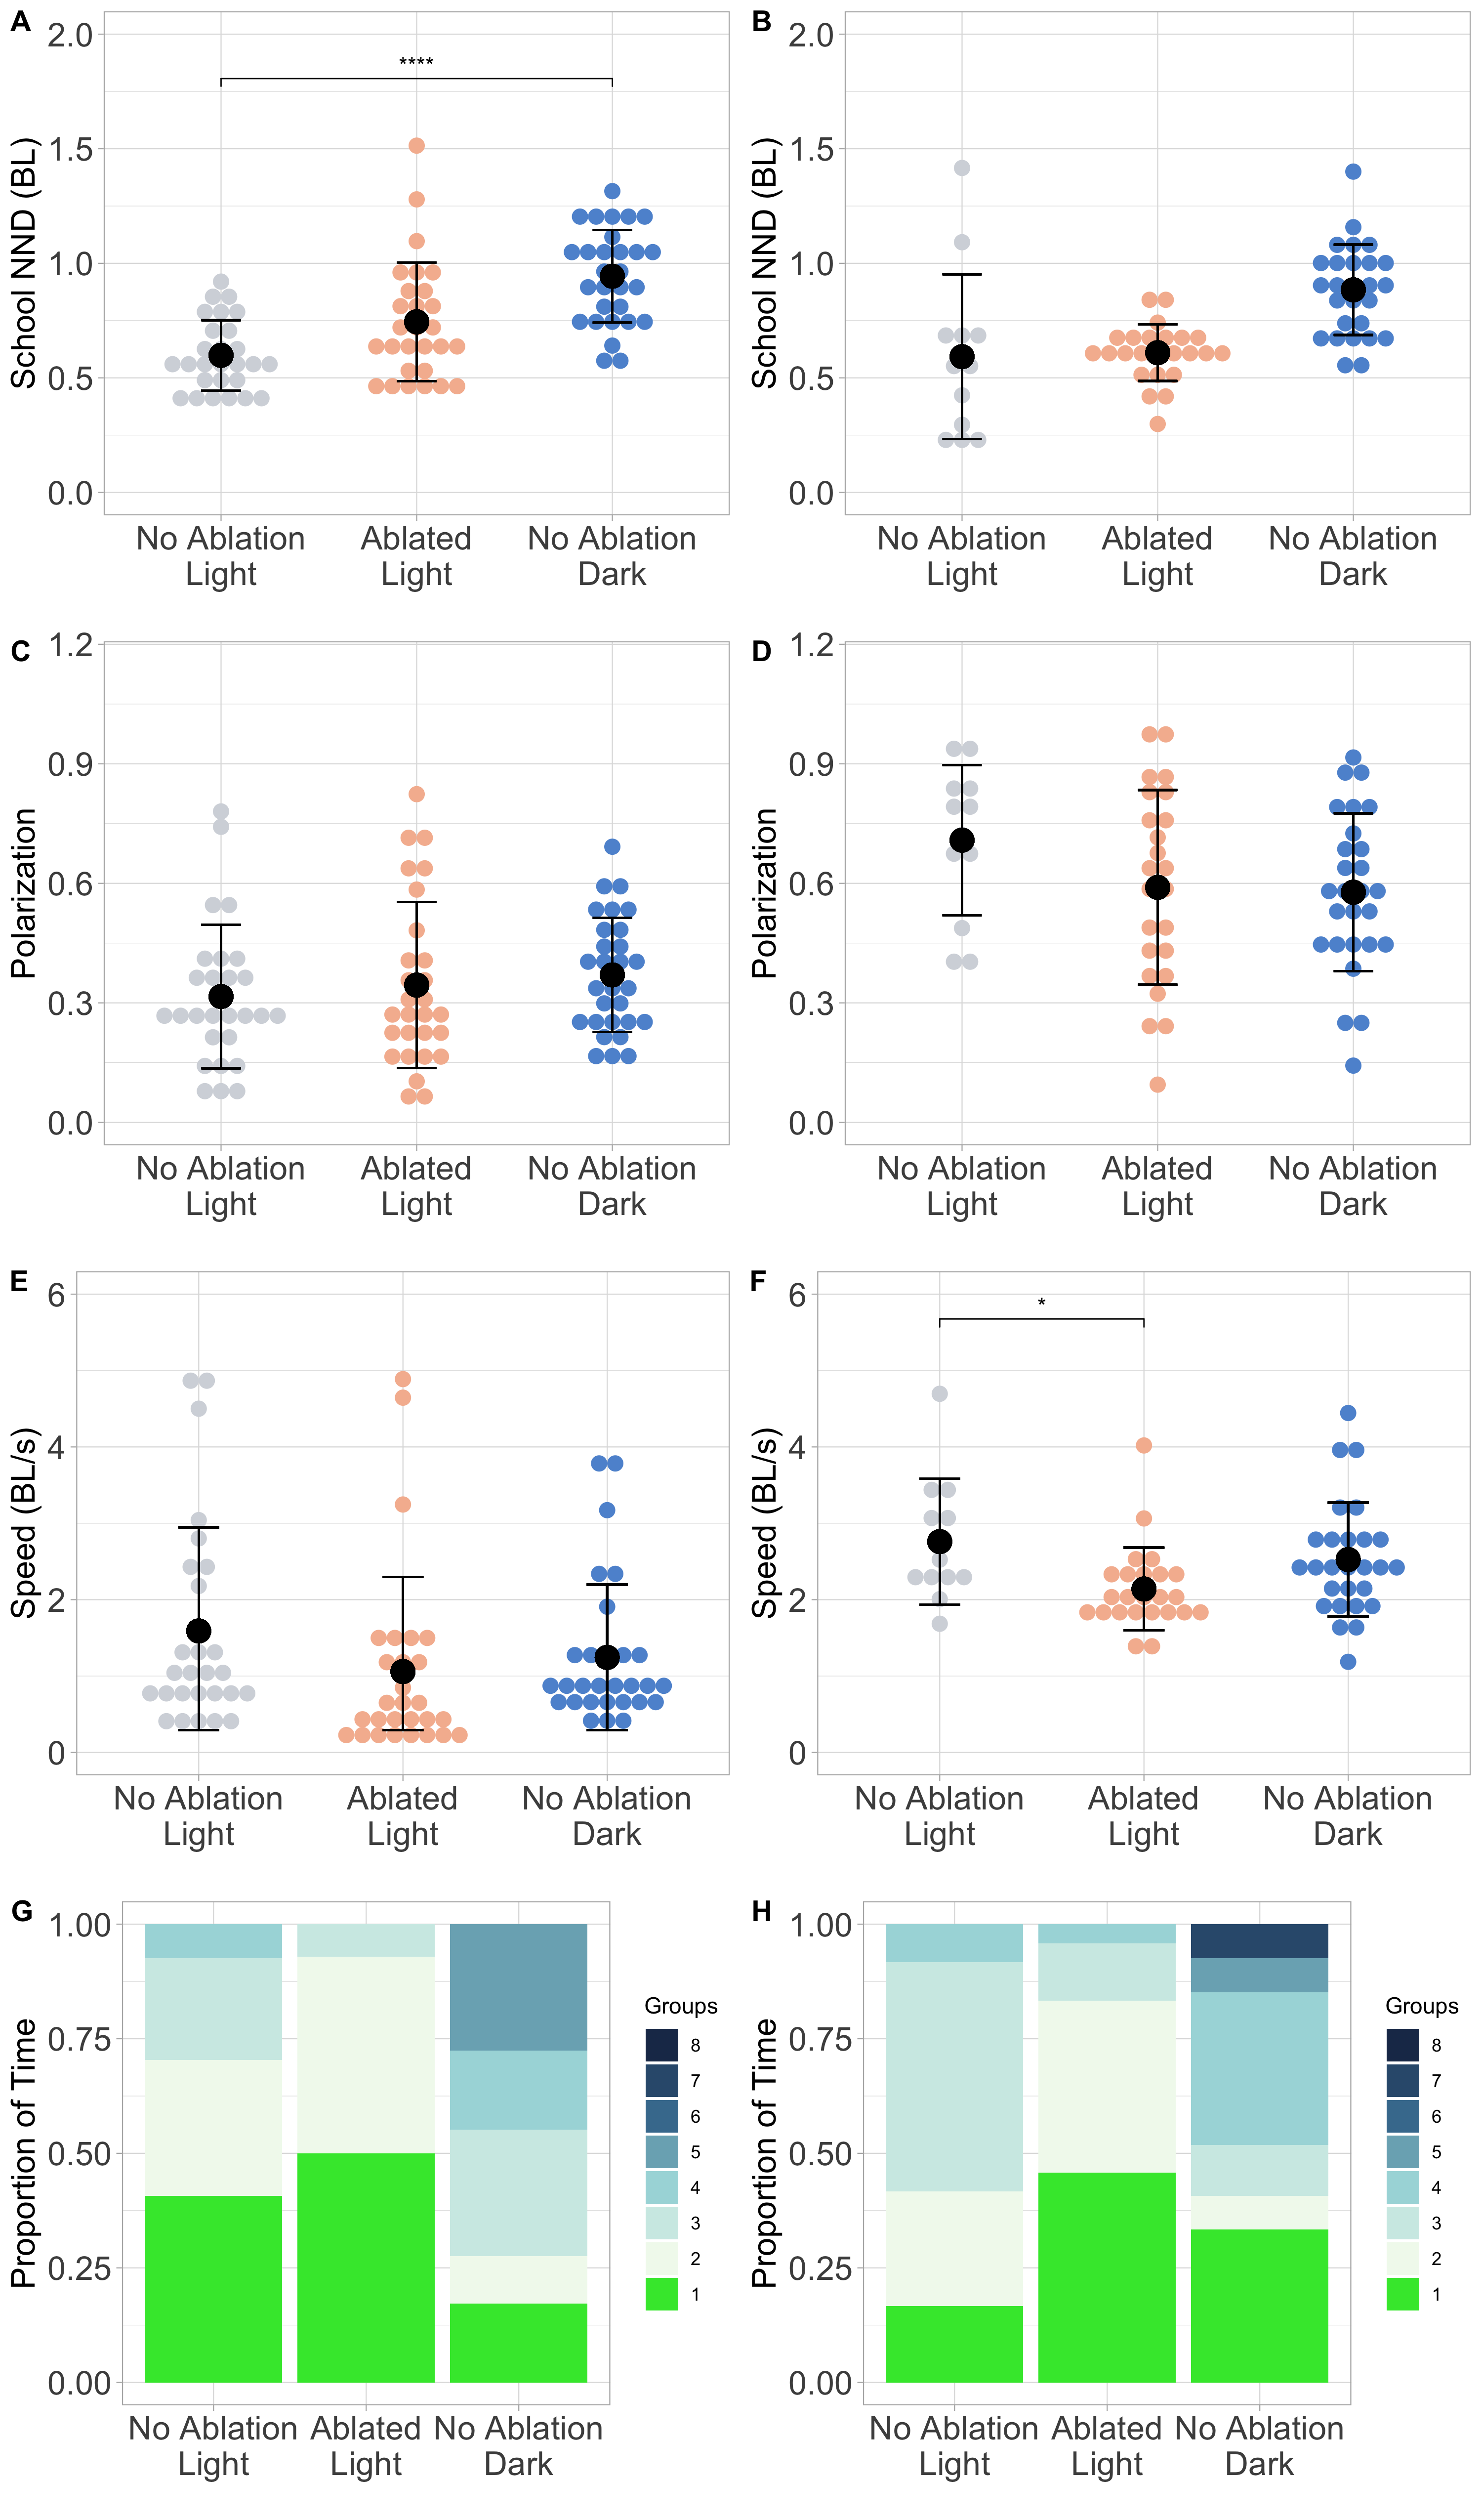 A
School NND (BL)
2.0
1.5
1.0
0.5
0.0
****
No Ablation
Light
Ablated
Light
No Ablation
Dark
B
School NND (BL)
2.0
1.5
1.0
0.5
0.0
No Ablation
Light
Ablated
Light
No Ablation
Dark
C
Polarization
1.2
0.9
0.6
0.3
0.0
No Ablation
Light
Ablated
Light
No Ablation
Dark
D
Polarization
1.2
0.9
0.6
0.3
0.0
No Ablation
Light
Ablated
Light
No Ablation
Dark
E
Speed (BL/s)
6
4
2
0
No Ablation
Light
Ablated
Light
No Ablation
Dark
F
Speed (BL/s)
6
4
2
0
*
No Ablation
Light
Ablated
Light
No Ablation
Dark
G
Proportion of Time
1.00
0.75
0.50
0.25
0.00
No Ablation
Light
Ablated
Light
No Ablation
Dark
Groups
8
7
6
5
4
3
2
1
H
Proportion of Time
1.00
0.75
0.50
0.25
0.00
No Ablation
Light
Ablated
Light
No Ablation
Dark
Groups
8
7
6
5
4
3
2
1